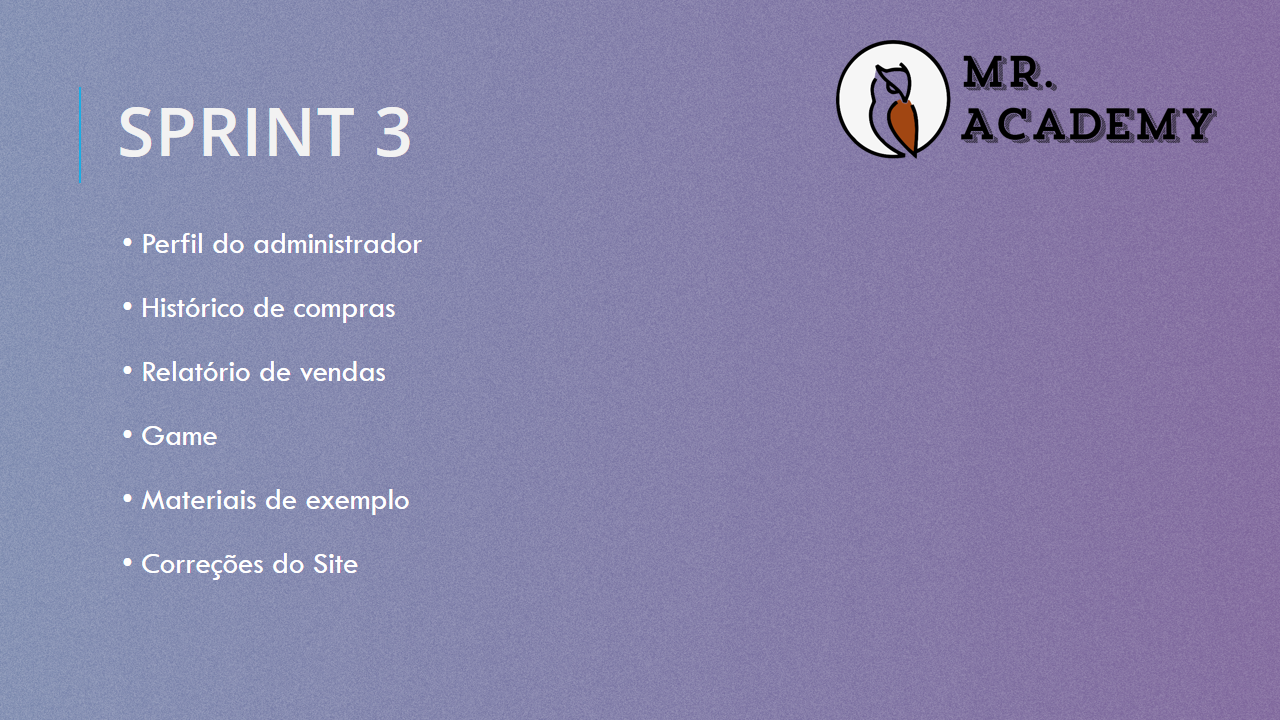 MR.
ACADEMY
SPRINT 3
• Perfil do administrador
• Histórico de compras
• Relatório de vendas
• Game
• Materiais de exemplo
• Correções do Site